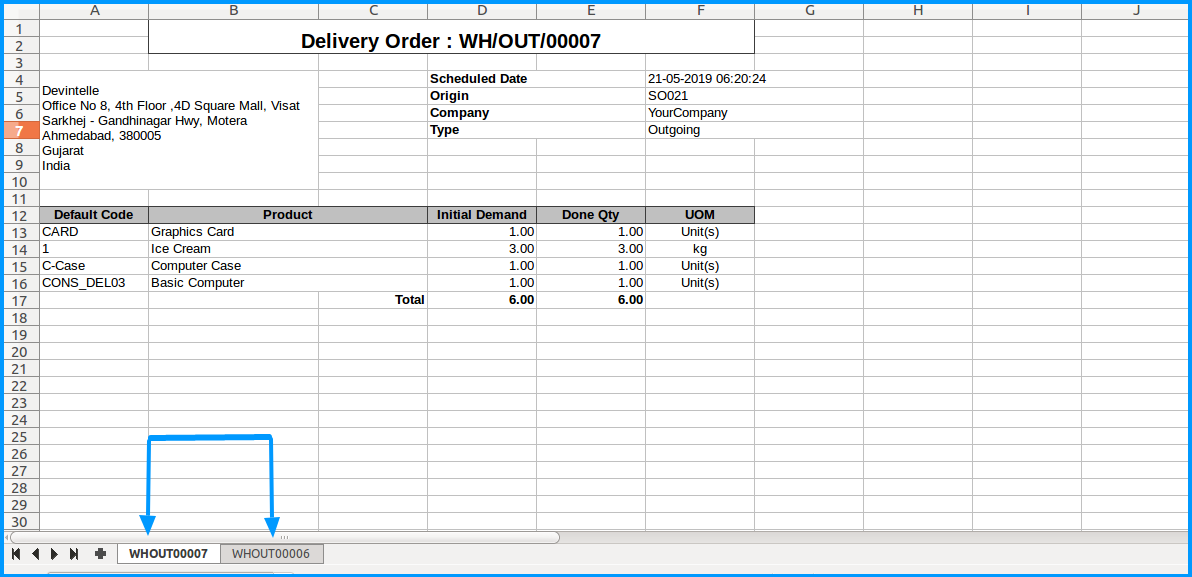 A B C D E F G H I J
1
2 Delivery Order : WH/OUT/00007
3
4 Scheduled Date 21-05-2019 06:20:24
Devintelle
5 Origin SO021
Office No 8, 4th Floor ,4D Square Mall, Visat
6 Company YourCompany
Sarkhej - Gandhinagar Hwy, Motera
7 Type Outgoing
Ahmedabad, 380005
8 Gujarat
9 India
10
11
12 Default Code Product Initial Demand Done Qty UOM
13 CARD Graphics Card 1.00 1.00 Unit(s)
14 1 Ice Cream 3.00 3.00 kg
15 C-Case Computer Case 1.00 1.00 Unit(s)
16 CONS_DEL03 Basic Computer 1.00 1.00 Unit(s)
17 Total 6.00 6.00
18
19
20
21
22
23
24
25
26
27
28
29
30
WHOUT00007 WHOUT00006